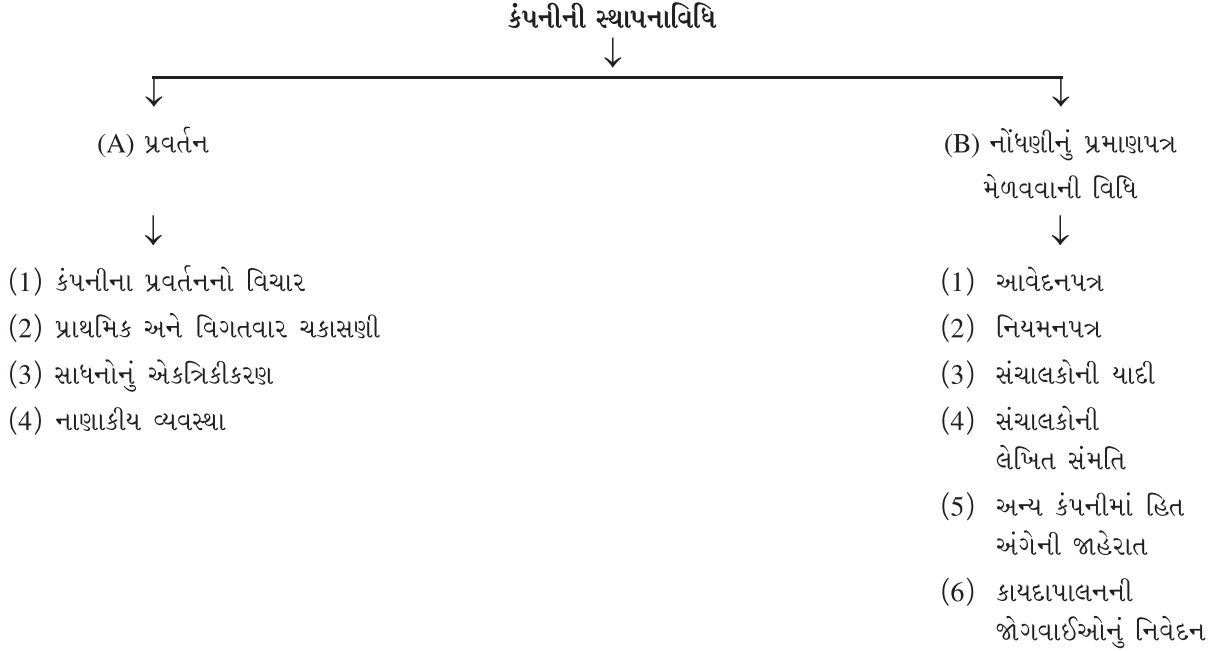 કંપનીની સ્થાપનાવિધિ
(A) પ્રવર્તન
(1) કંપનીના પ્રવર્તનનો વિચાર
(2) પ્રાથમિક અને વિગતવાર ચકાસણી
(3) સાધનોનું એકત્રિકીકરણ
(4) નાણાકીય વ્યવસ્થા
(B) નોંધણીનું પ્રમાણપત્ર
મેળવવાની વિધિ
(1) આવેદનપત્ર
(2) નિયમનપત્ર
(3) સંચાલકોની યાદી
(4) સંચાલકોની
લેખિત સંમતિ
(5) અન્ય કંપનીમાં હિત
અંગેની જાહેરાત
(6) કાયદાપાલનની
જોગવાઈઓનું નિવેદન